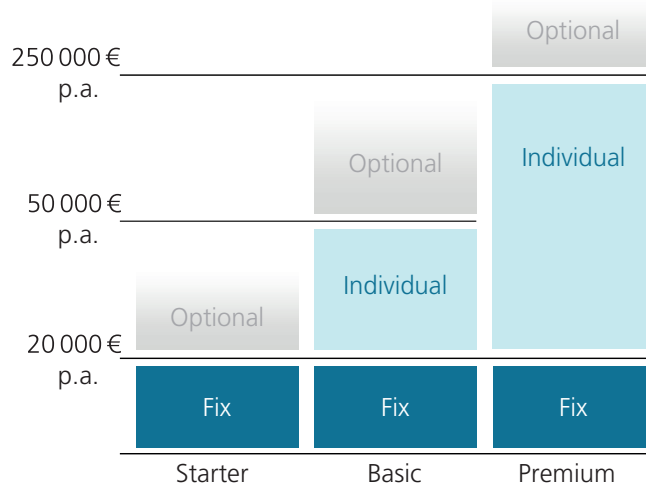 Optional
250 000 €
p.a.
Individual
Optional
50 000 €
p.a.
Individual
Optional
20 000 €
p.a.
Fix Fix Fix
Starter Basic Premium